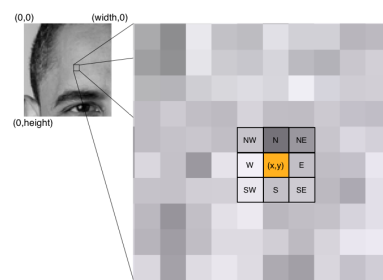 (0,0) (width,0)
(0,height)
NW N NE
W (x,y) E
SW S SE